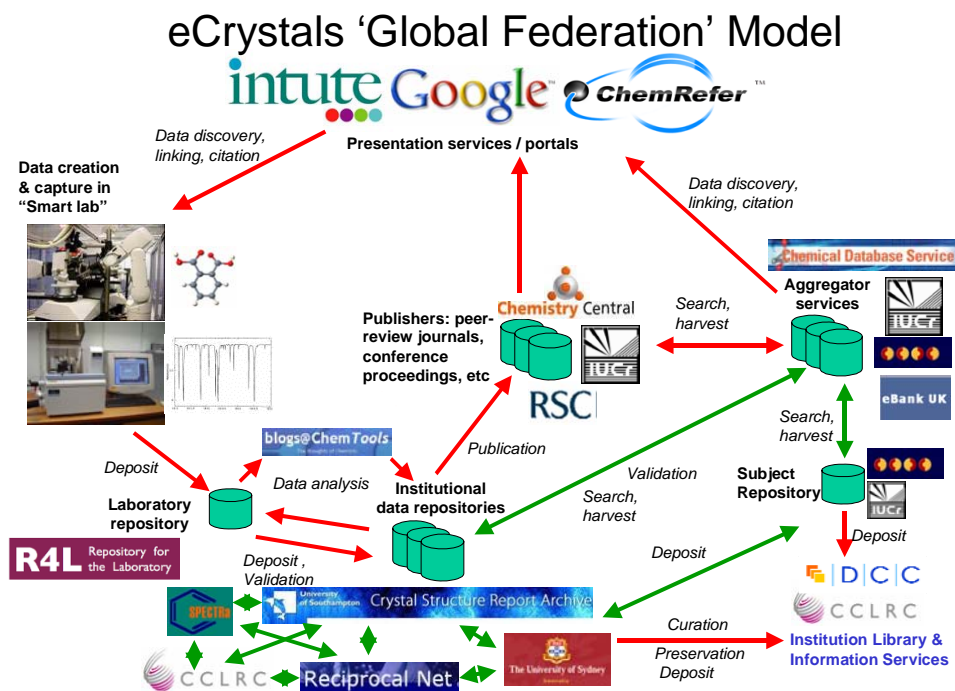 eCrystals ‘Global Federation’ Model
intute Google™ ChemRefer ™
Presentation services / portals
Data discovery,
linking, citation
Data creation
& capture in
“Smart lab”
Data discovery,
linking, citation
Chemical Database Service
Aggregator
services
IUCr
eBank UK
Chemistry Central
Publishers: peer-
review journals,
conference
proceedings, etc
IUCr
RSC
Search,
harvest
Search,
harvest
blogs@ChemTools
Publication
Validation
Search,
harvest
Subject
Repository
IUCr
Deposit
Data analysis
Laboratory
repository
Institutional
data repositories
R4L Repository for
the Laboratory
Deposit ,
Validation
Deposit
Deposit
DCC
CCLRC
Institution Library &
Information Services
SPECTRa
University
of Southampton
Crystal Structure Report Archive
CCLRC
Reciprocal Net
The University of Sydney
Curation
Preservation
Deposit